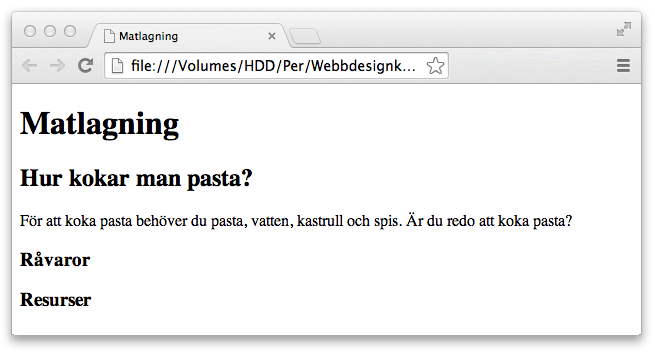 Matlagning
file:///Volumes/HDD/Per/Webbdesignk...
Matlagning
Hur kokar man pasta?
För att koka pasta behöver du pasta, vatten, kastrull och spis. Är du redo att koka pasta?
Råvaror
Resurser